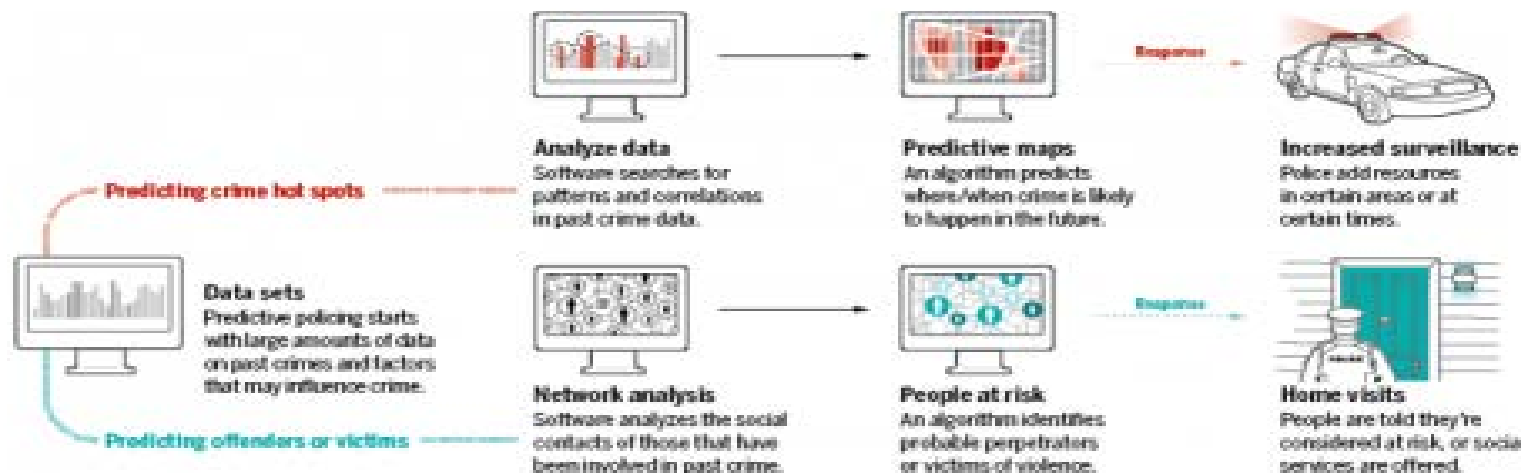 Analyze data
Software searches for
patterns and correlations
in past crime data.
Predictive maps
An algorithm predicts
where/when crime is likely
to happen in the future.
Response
Increased surveillance
Police add resources
in certain areas or at
certain times.
Predicting crime hot spots
Data sets
Predictive policing starts
with large amounts of data
on past crimes and factors
that may influence crime.
Predicting offenders or victims
Network analysis
Software analyzes the social
contacts of those that have
been involved in past crime.
People at risk
An algorithm identifies
probable perpetrators
or victims of violence.
Response
Home visits
People are told they're
considered at risk, or social
services are offered.